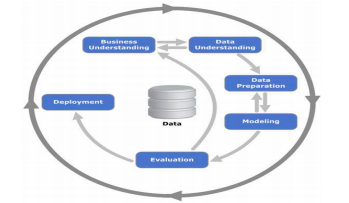 Business
Understanding
Data
Understanding
Data
Preparation
Modeling
Evaluation
Deployment
Data